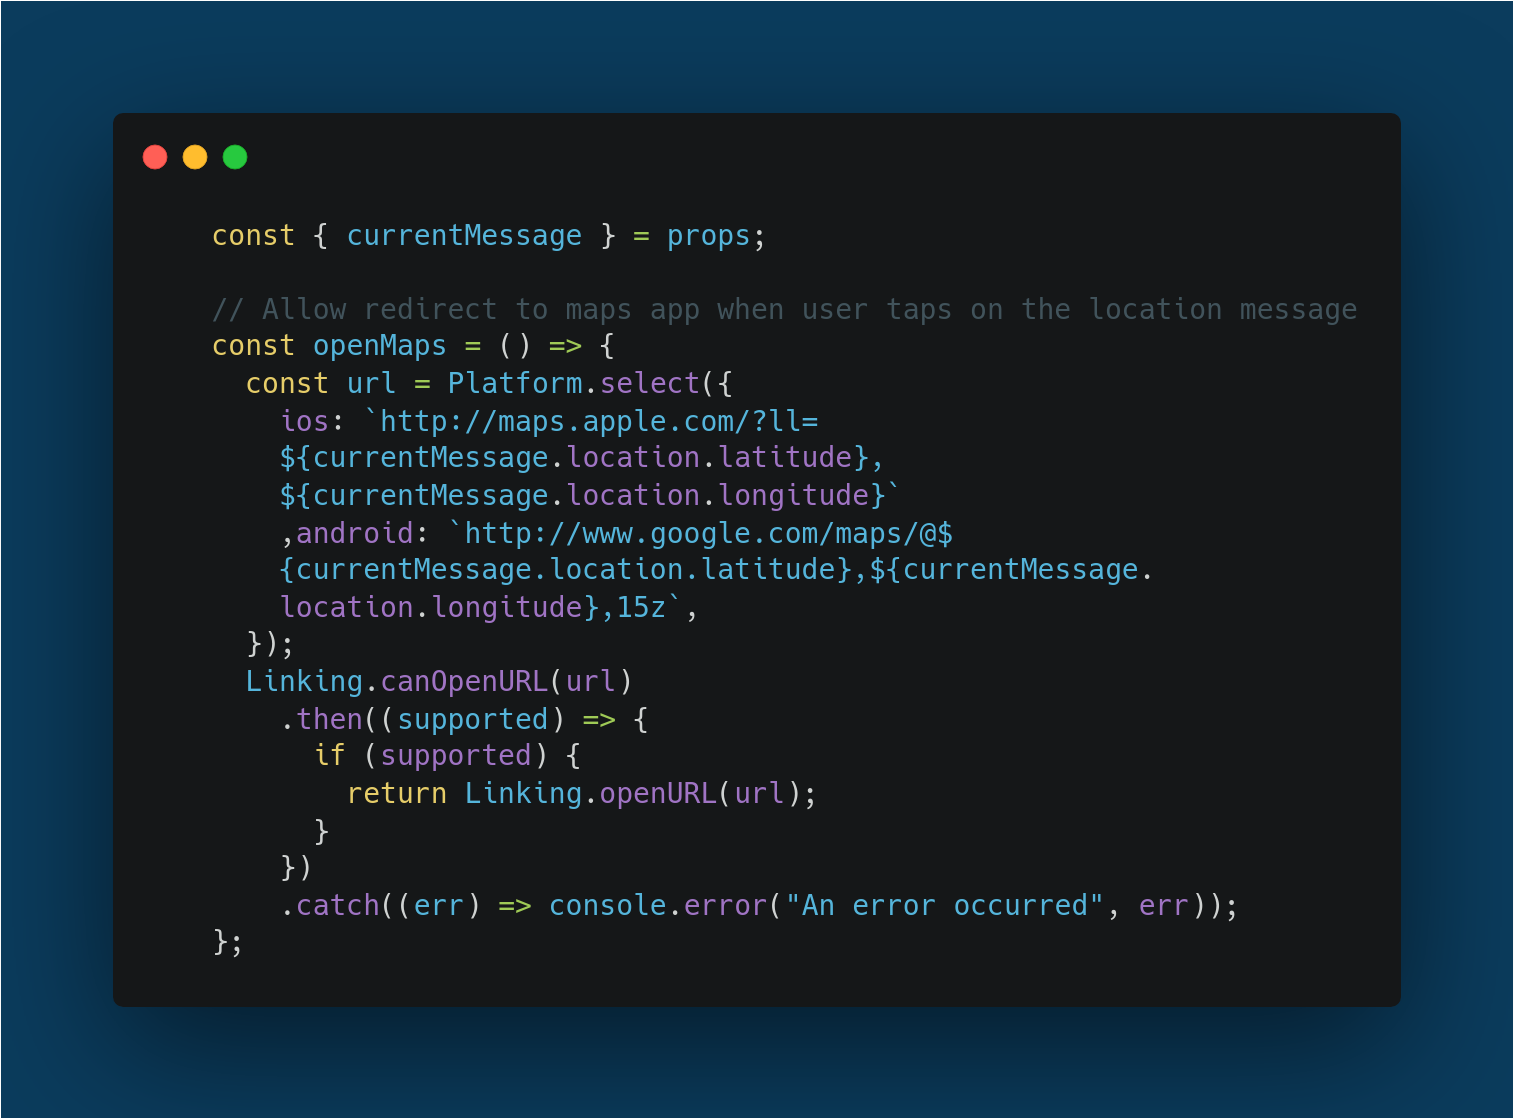 const { currentMessage } = props;

// Allow redirect to maps app when user taps on the location message
const openMaps = () => {
  const url = Platform.select({
    ios: `http://maps.apple.com/?ll=
    ${currentMessage.location.latitude},
    ${currentMessage.location.longitude}`
    ,android: `http://www.google.com/maps/@$
    {currentMessage.location.latitude},${currentMessage.
    location.longitude},15z`,
  });
  Linking.canOpenURL(url)
    .then((supported) => {
      if (supported) {
        return Linking.openURL(url);
      }
    })
    .catch((err) => console.error("An error occurred", err));
};